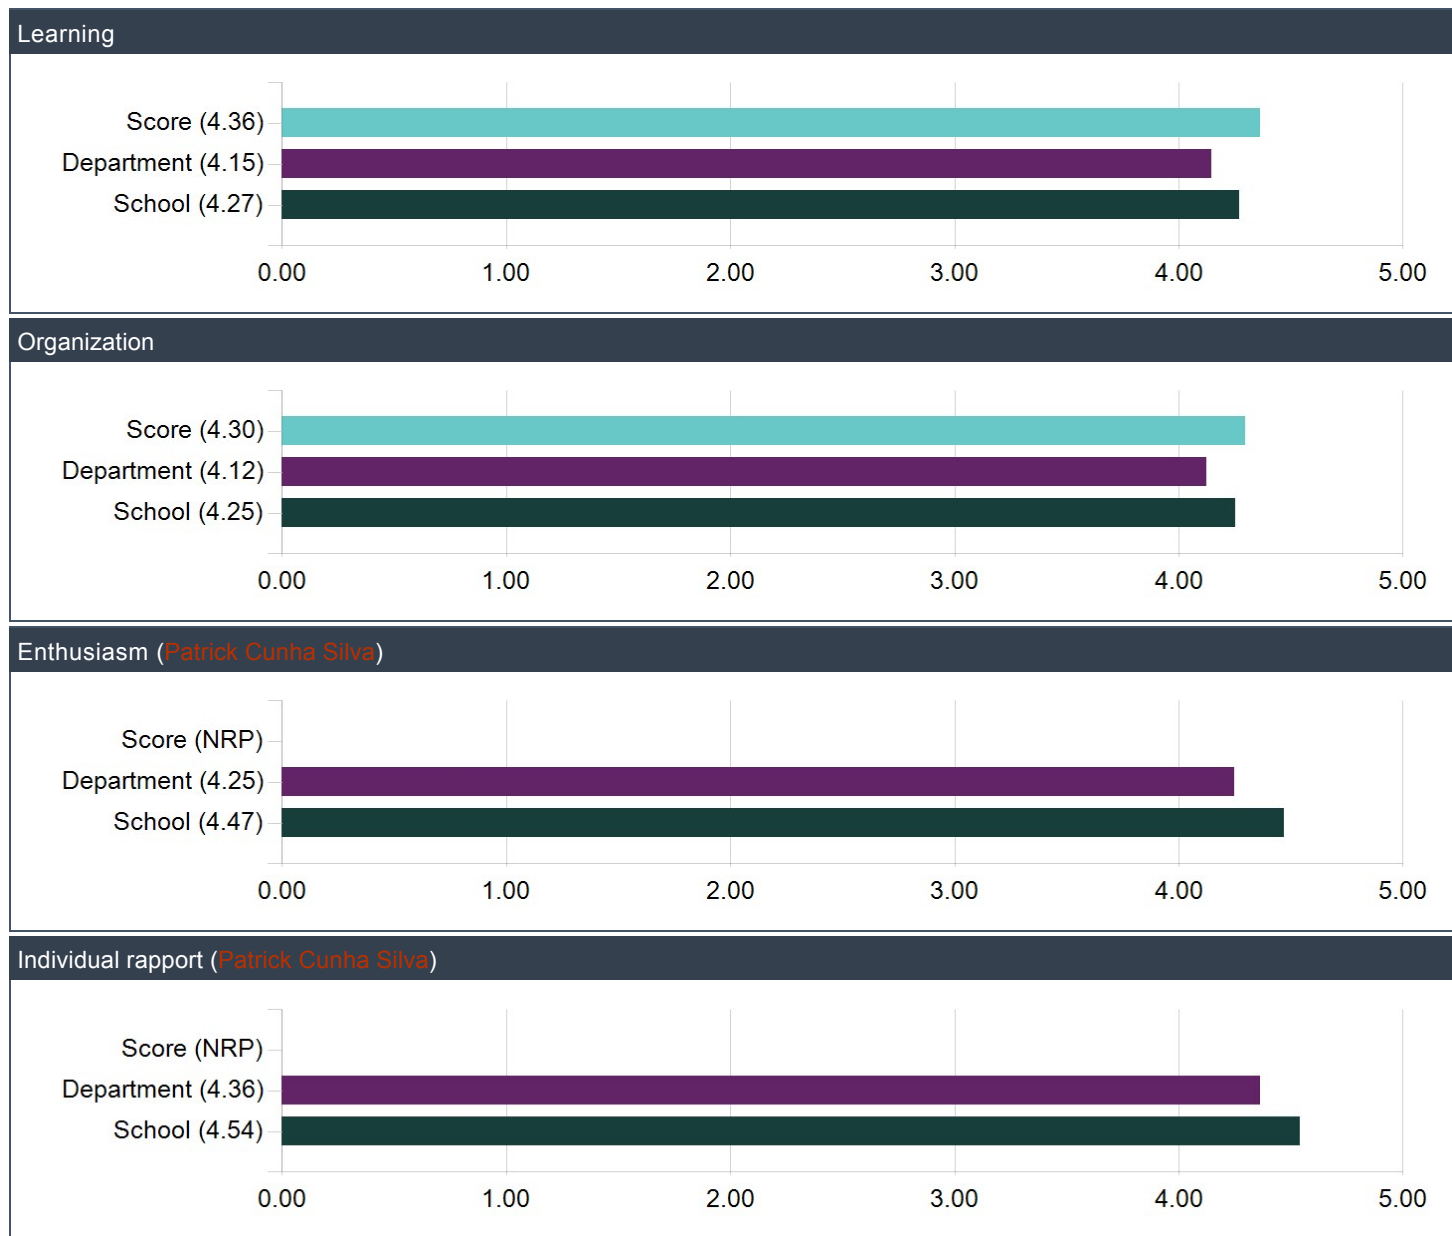 Learning
Score (4.36)
Department (4.15)
School (4.27)
0.00 1.00 2.00 3.00 4.00 5.00
Organization
Score (4.30)
Department (4.12)
School (4.25)
0.00 1.00 2.00 3.00 4.00 5.00
Enthusiasm (Patrick Cunha Silva)
Score (NRP)
Department (4.25)
School (4.47)
0.00 1.00 2.00 3.00 4.00 5.00
Individual rapport (Patrick Cunha Silva)
Score (NRP)
Department (4.36)
School (4.54)
0.00 1.00 2.00 3.00 4.00 5.00